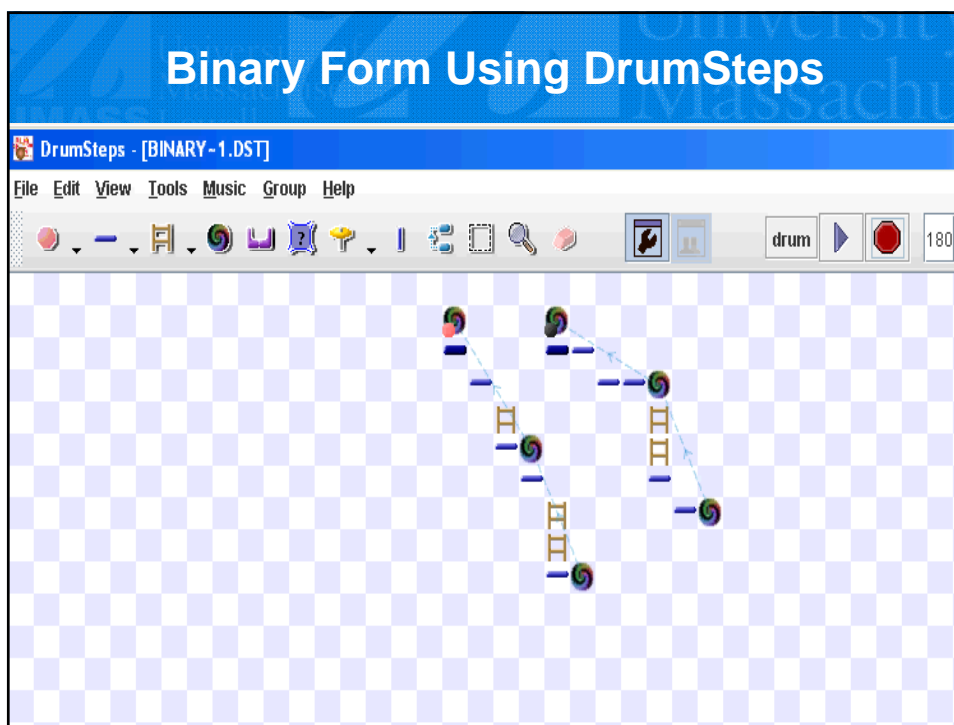 Binary Form Using DrumSteps
DrumSteps - [BINARY~1.DST]
File Edit View Tools Music Group Help
? drum 180